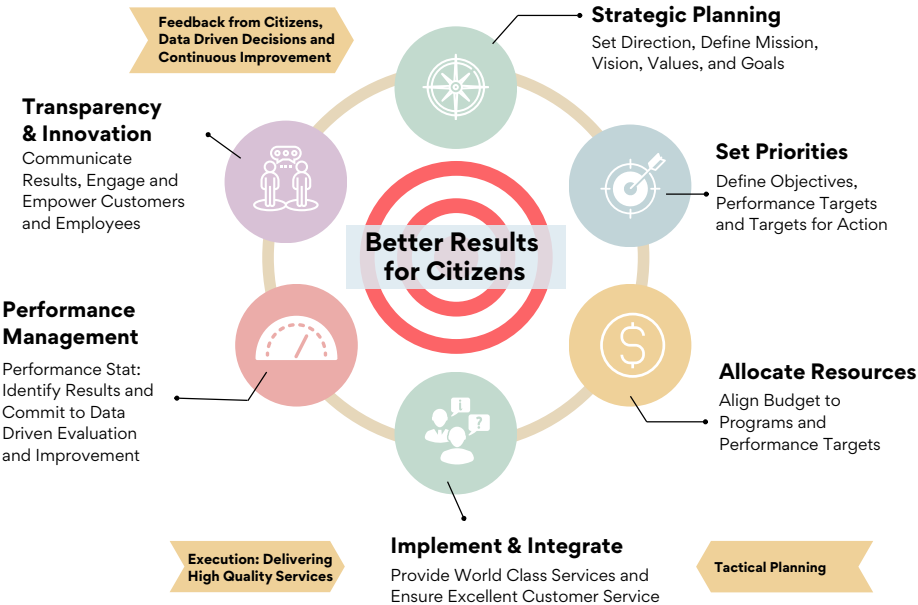 Feedback from Citizens,
Data Driven Decisions and
Continuous Improvement
Strategic Planning
Set Direction, Define Mission,
Vision, Values, and Goals
Transparency
& Innovation
Communicate
Results, Engage and
Empower Customers
and Employees
Set Priorities
Define Objectives,
Performance Targets
and Targets for Action
Better Results
for Citizens
Performance
Management
Performance Stat:
Identify Results and
Commit to Data
Driven Evaluation
and Improvement
$
Allocate Resources
Align Budget to
Programs and
Performance Targets
i
?
Implement & Integrate
Provide World Class Services and
Ensure Excellent Customer Service
Execution: Delivering
High Quality Services
Tactical Planning